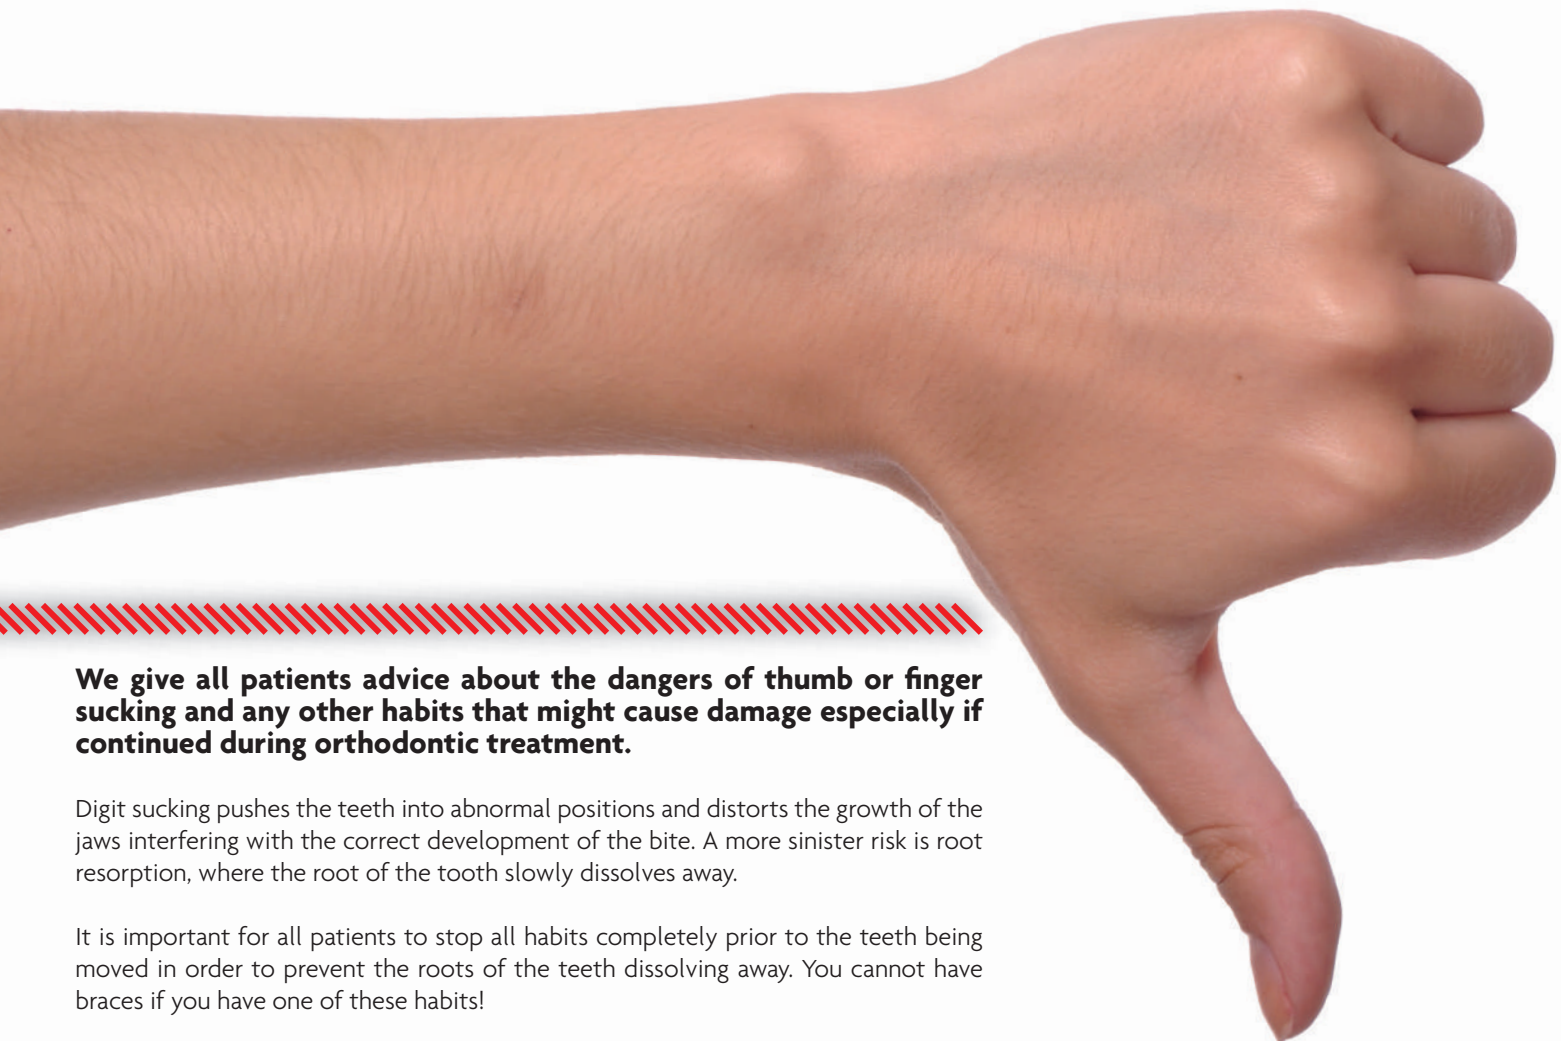 We give all patients advice about the dangers of thumb or finger
sucking and any other habits that might cause damage especially if
continued during orthodontic treatment.
Digit sucking pushes the teeth into abnormal positions and distorts the growth of the
jaws interfering with the correct development of the bite. A more sinister risk is root
resorption, where the root of the tooth slowly dissolves away.
It is important for all patients to stop all habits completely prior to the teeth being
moved in order to prevent the roots of the teeth dissolving away. You cannot have
braces if you have one of these habits!